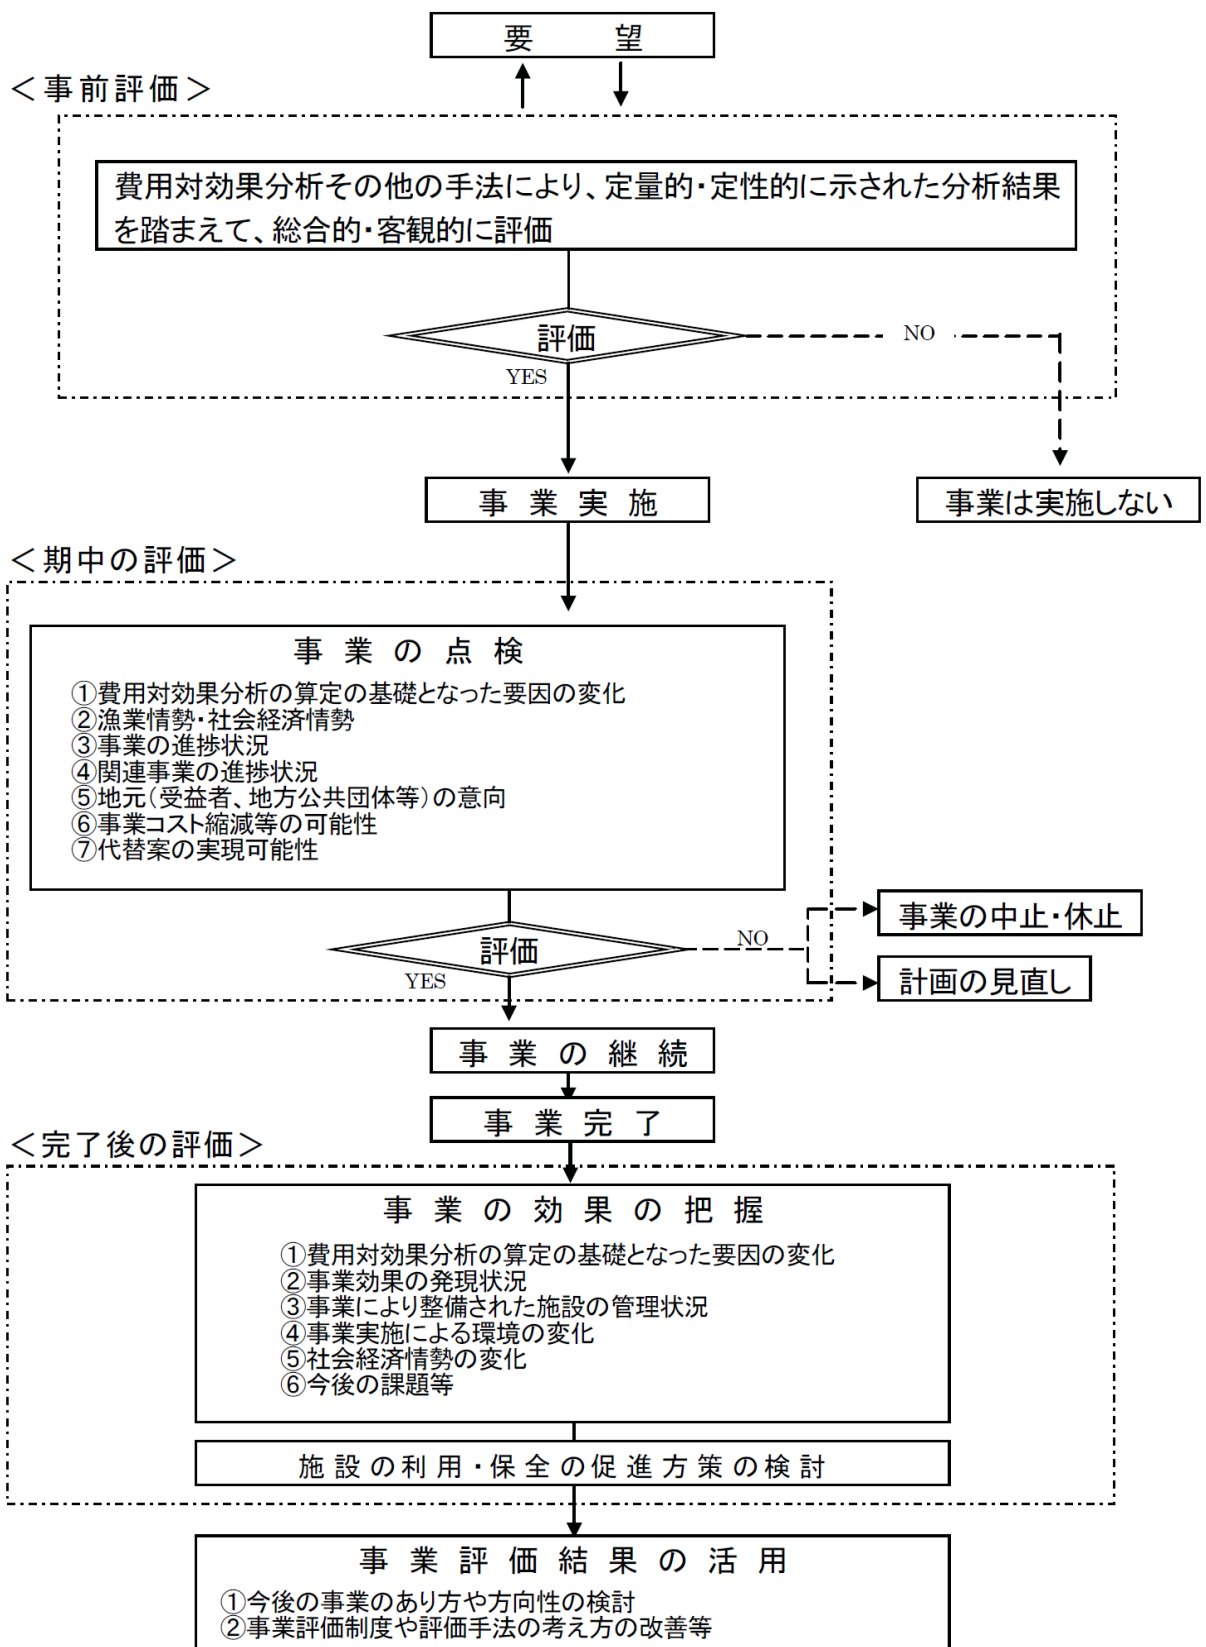 要望
＜事前評価＞
費用対効果分析その他の手法により、定量的・定性的に示された分析結果
を踏まえて、総合的・客観的に評価
評価
NO
YES
事業実施
事業は実施しない
＜期中の評価＞
事業の点検
①費用対効果分析の算定の基礎となった要因の変化
②漁業情勢・社会経済情勢
③事業の進捗状況
④関連事業の進捗状況
⑤地元（受益者、地方公共団体等）の意向
⑥事業コスト縮減等の可能性
⑦代替案の実現可能性
事業の中止・休止
評価
NO
YES
計画の見直し
事業の継続
事業完了
＜完了後の評価＞
事業の効果の把握
①費用対効果分析の算定の基礎となった要因の変化
②事業効果の発現状況
③事業により整備された施設の管理状況
④事業実施による環境の変化
⑤社会経済情勢の変化
⑥今後の課題等
施設の利用・保全の促進方策の検討
事業評価結果の活用
①今後の事業のあり方や方向性の検討
②事業評価制度や評価手法の考え方の改善等